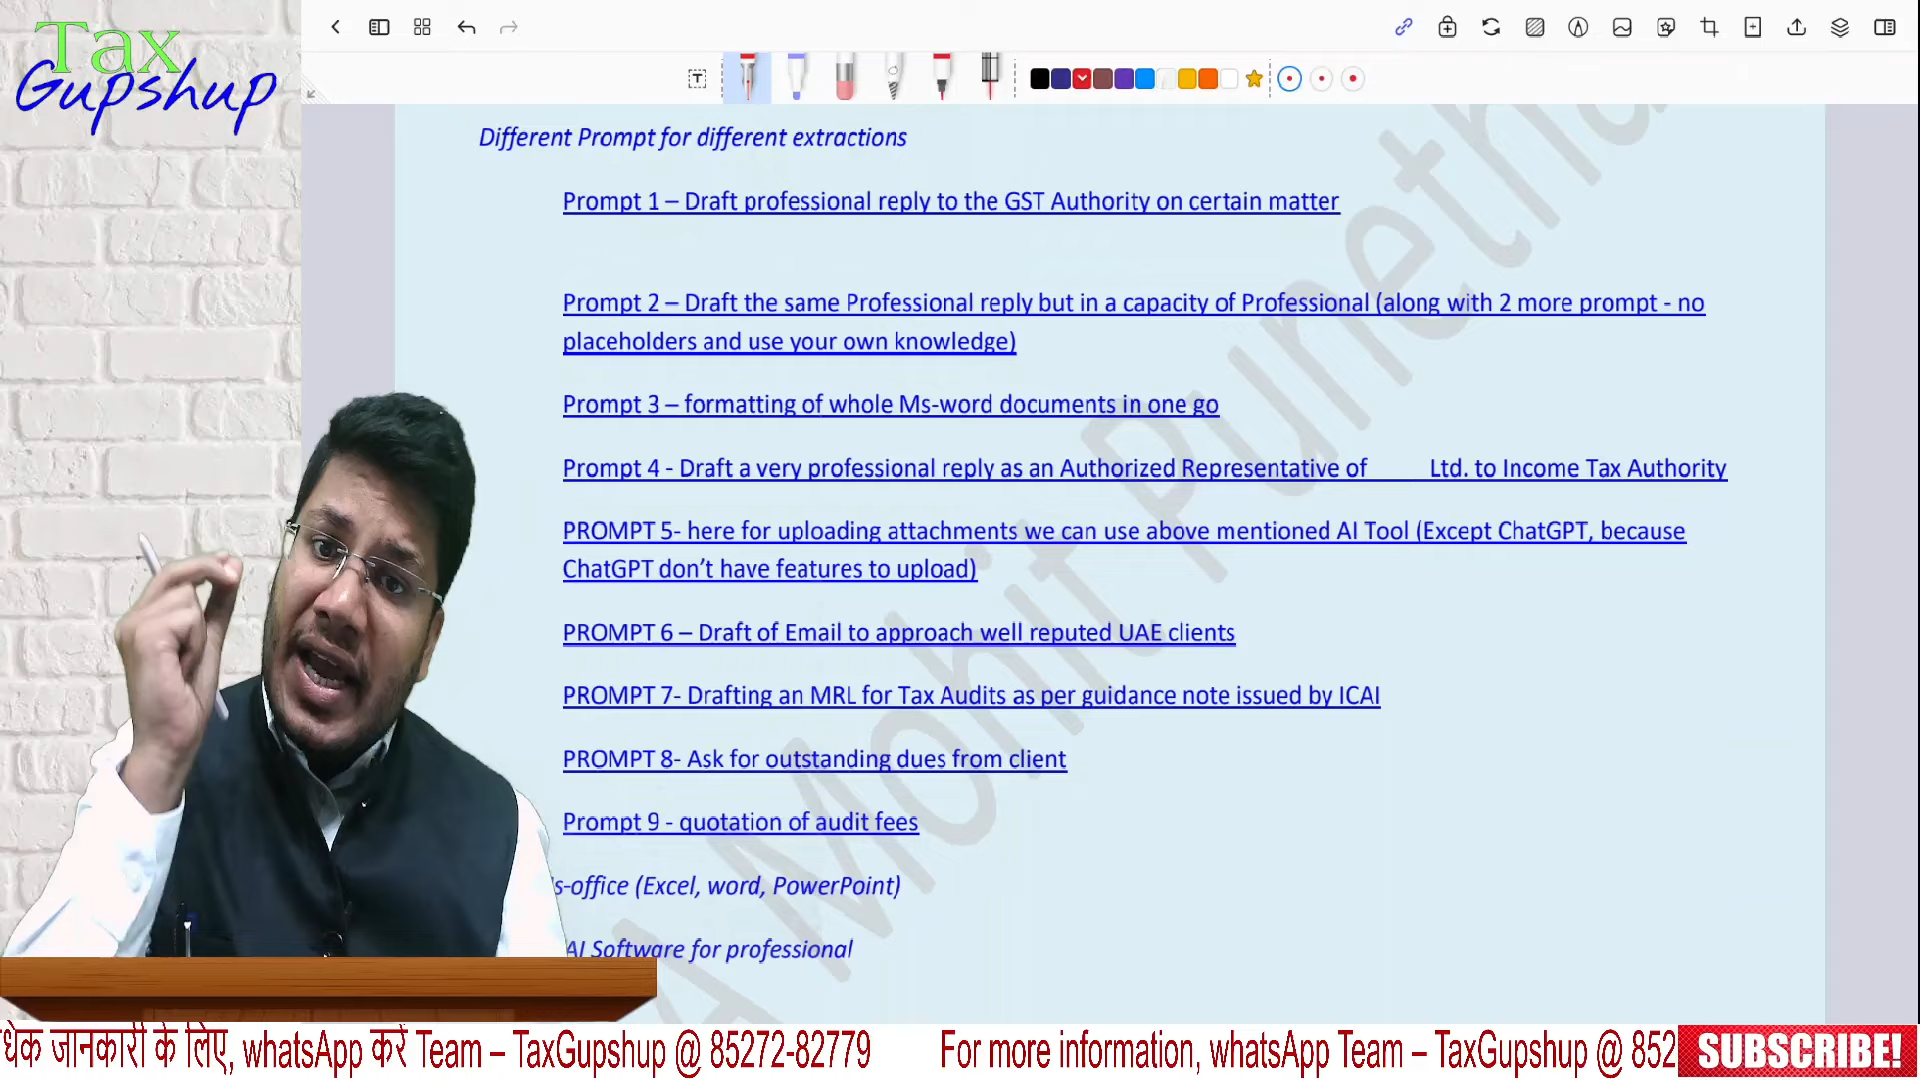 Tax
Gupshup
Different Prompt for different extractions
Prompt 1 – Draft professional reply to the GST Authority on certain matter
Prompt 2 – Draft the same Professional reply but in a capacity of Professional (along with 2 more prompt - no
placeholders and use your own knowledge)
Prompt 3 – formatting of whole Ms-word documents in one go
Prompt 4 - Draft a very professional reply as an Authorized Representative of Ltd. to Income Tax Authority
PROMPT 5- here for uploading attachments we can use above mentioned AI Tool (Except ChatGPT, because
ChatGPT don’t have features to upload)
PROMPT 6 – Draft of Email to approach well reputed UAE clients
PROMPT 7- Drafting an MRL for Tax Audits as per guidance note issued by ICAI
PROMPT 8- Ask for outstanding dues from client
Prompt 9 - quotation of audit fees
s-office (Excel, word, PowerPoint)
AI Software for professional
A Mohit Punetha
जानकारी के लिए, whatsApp करें Team – TaxGupshup @ 85272-82779 For more information, whatsApp Team – TaxGupshup @ 852
SUBSCRIBE!